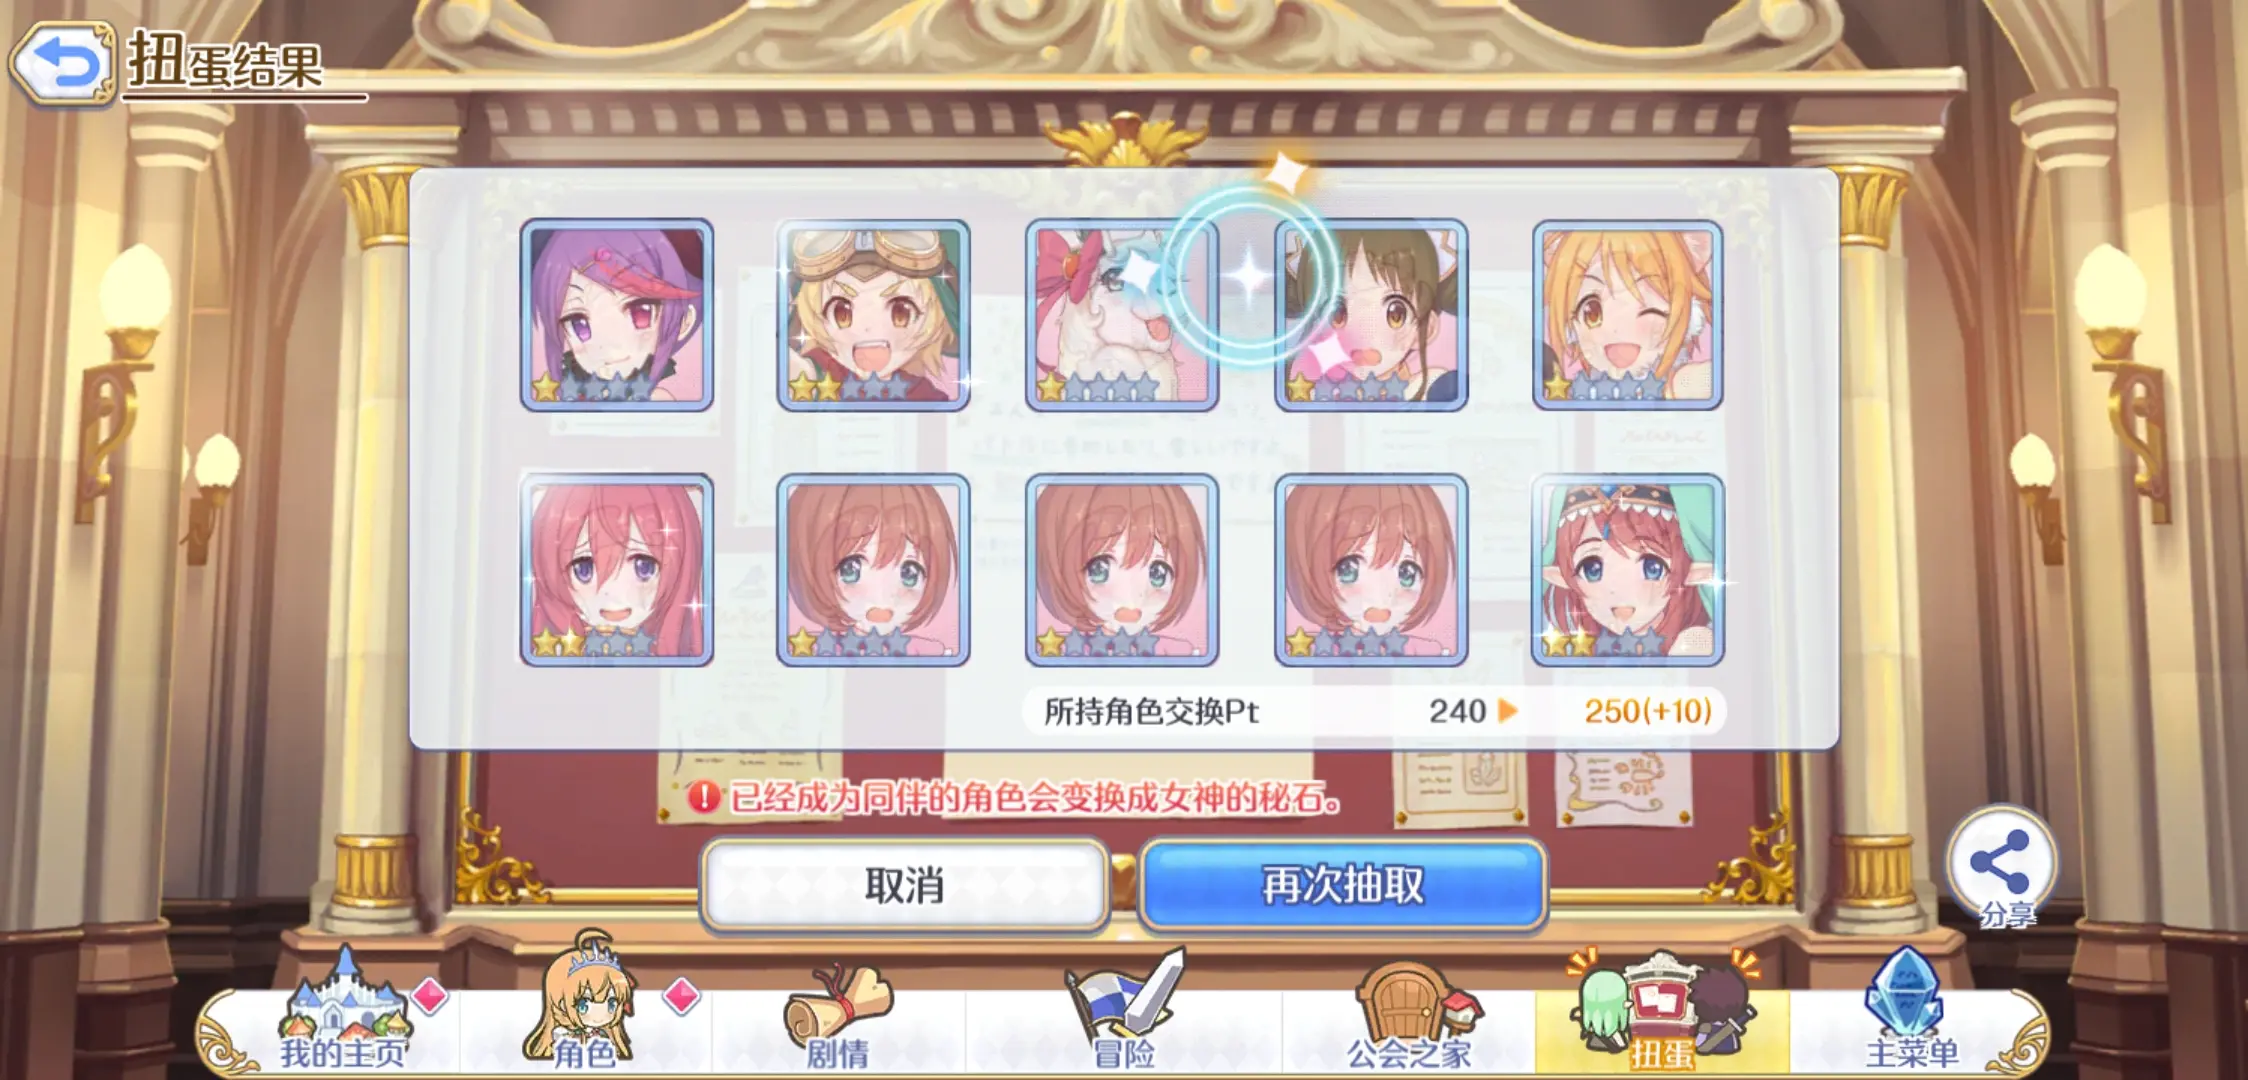 扭蛋结果
所持角色交换Pt 240 250(+10)
已经成为同伴的角色会变换成女神的秘石。
取消
再次抽取
分享
我的主页
角色
剧情
冒险
公会之家
扭蛋
主菜单